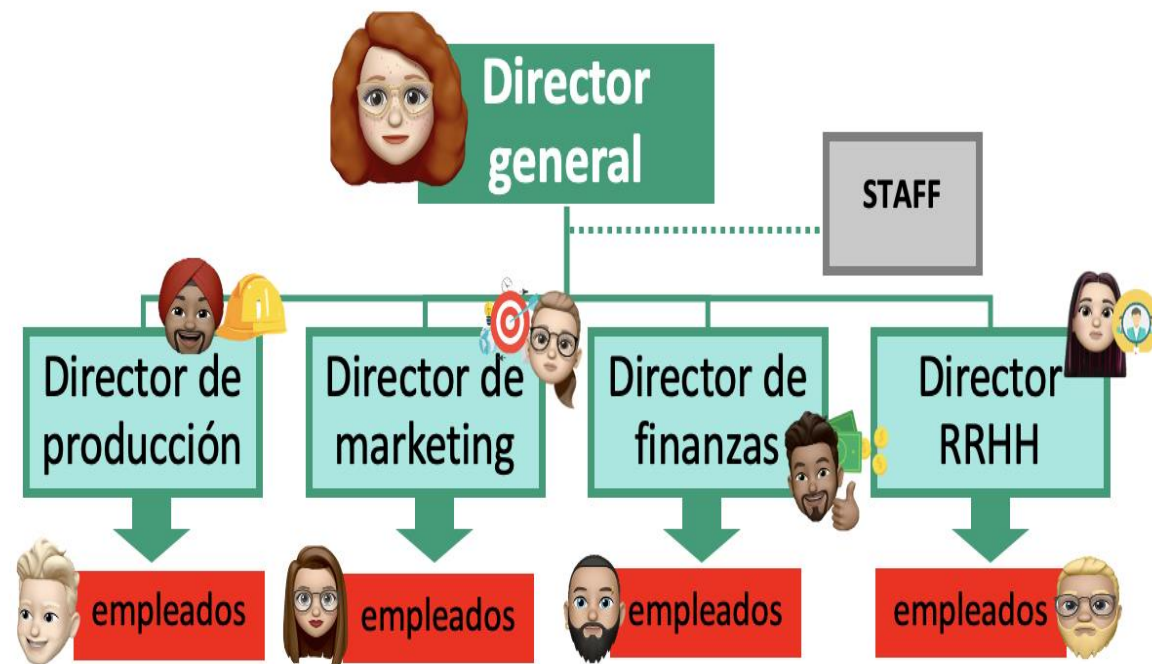 Director
general
STAFF
Director de
producción
Director de
marketing
Director de
finanzas
Director
RRHH
empleados
empleados
empleados
empleados